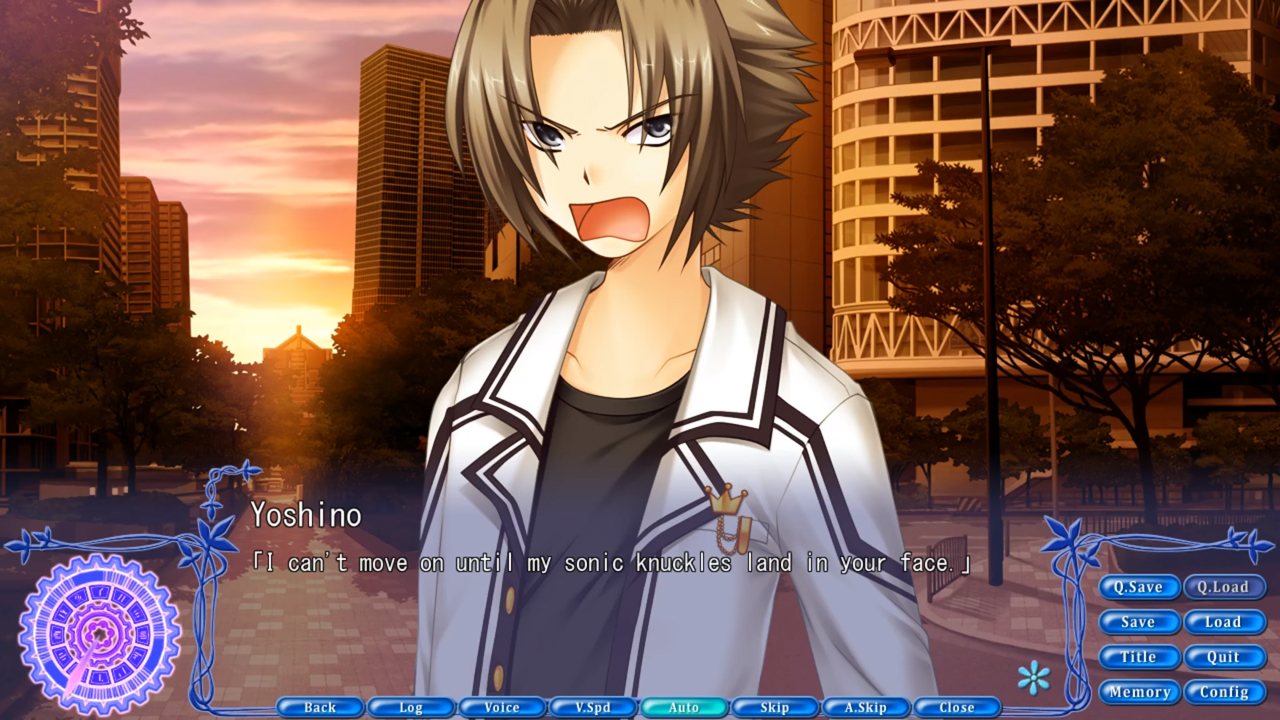 Yoshino
「I can't move on until my sonic knuckles land in your face.」
Q.Save Q.Load
Save Load
Title Quit
Memory Config
Back Log Voice V.Spd Auto Skip A.Skip Close